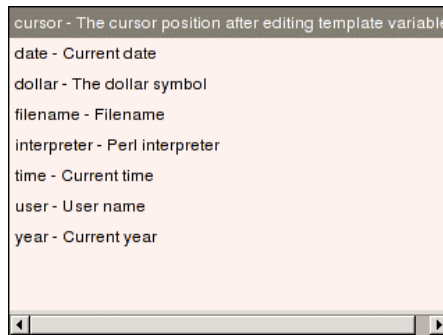 cursor - The cursor position after editing template variable
date - Current date
dollar - The dollar symbol
filename - Filename
interpreter - Perl interpreter
time - Current time
user - User name
year - Current year